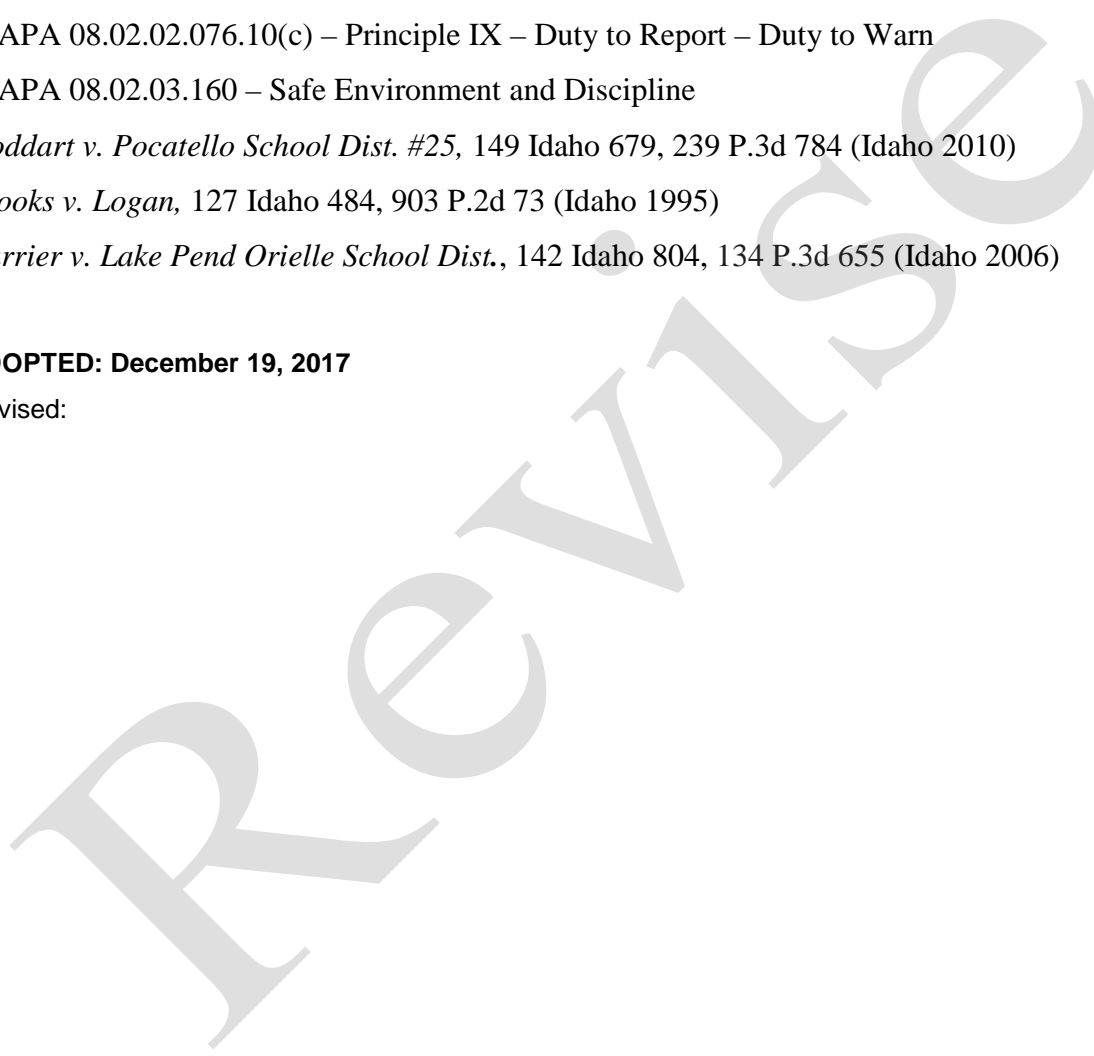 APA 08.02.02.076.10(c) – Principle IX – Duty to Report – Duty to Warn
APA 08.02.03.160 – Safe Environment and Discipline
oddart v. Pocatello School Dist. #25, 149 Idaho 679, 239 P.3d 784 (Idaho 2010)
ooks v. Logan, 127 Idaho 484, 903 P.2d 73 (Idaho 1995)
rrier v. Lake Pend Orielle School Dist., 142 Idaho 804, 134 P.3d 655 (Idaho 2006)
OPTED: December 19, 2017
vised:
Revise